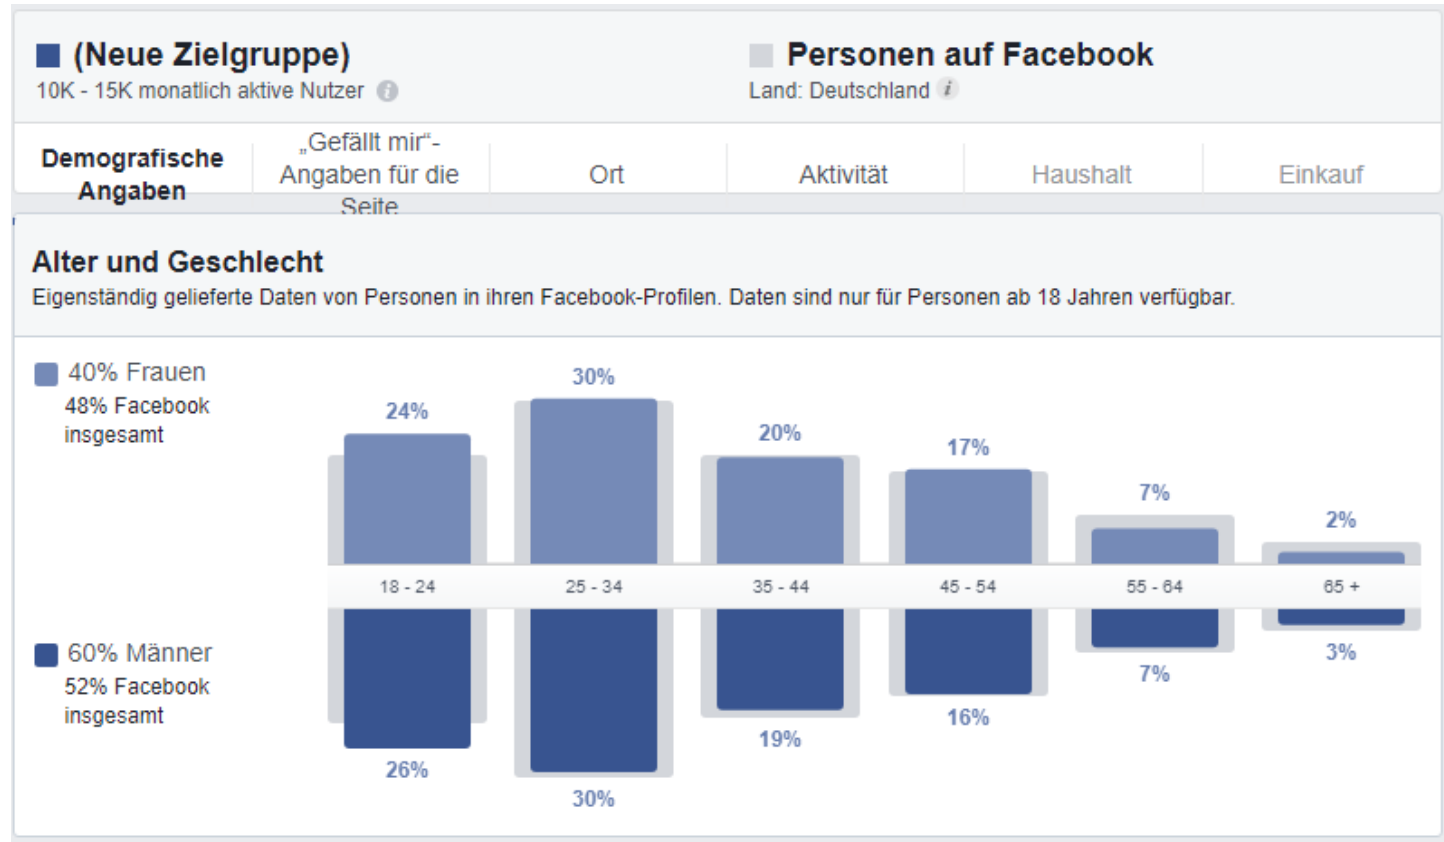 (Neue Zielgruppe)
10K - 15K monatlich aktive Nutzer
Personen auf Facebook
Land: Deutschland
Demografische
Angaben
„Gefällt mir“-
Angaben für die
Seite
Ort
Aktivität
Haushalt
Einkauf
Alter und Geschlecht
Eigenständig gelieferte Daten von Personen in ihren Facebook-Profilen. Daten sind nur für Personen ab 18 Jahren verfügbar.
40% Frauen
48% Facebook
insgesamt
24%
30%
20%
17%
7%
2%
18 - 24
25 - 34
35 - 44
45 - 54
55 - 64
65 +
60% Männer
52% Facebook
insgesamt
26%
30%
19%
16%
7%
3%